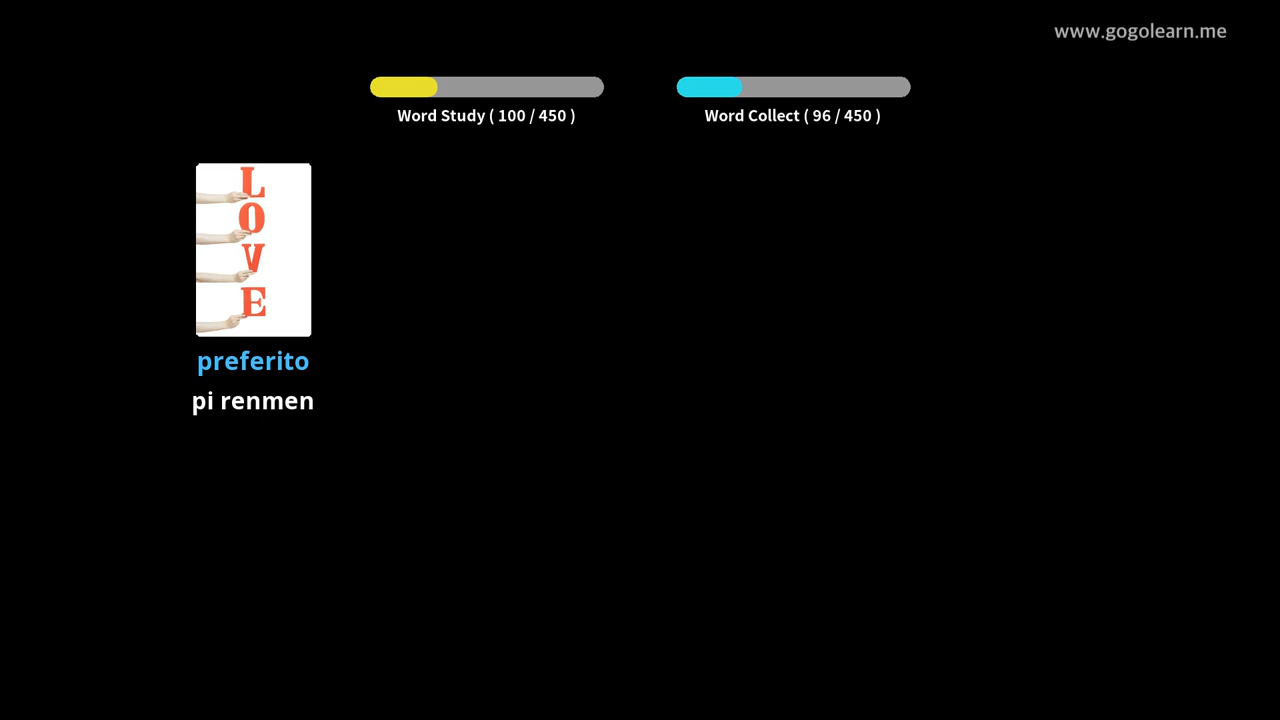 www.gogolearn.me
Word Study ( 100 / 450 )
Word Collect ( 96 / 450 )
L
O
V
E
preferito
pi renmen